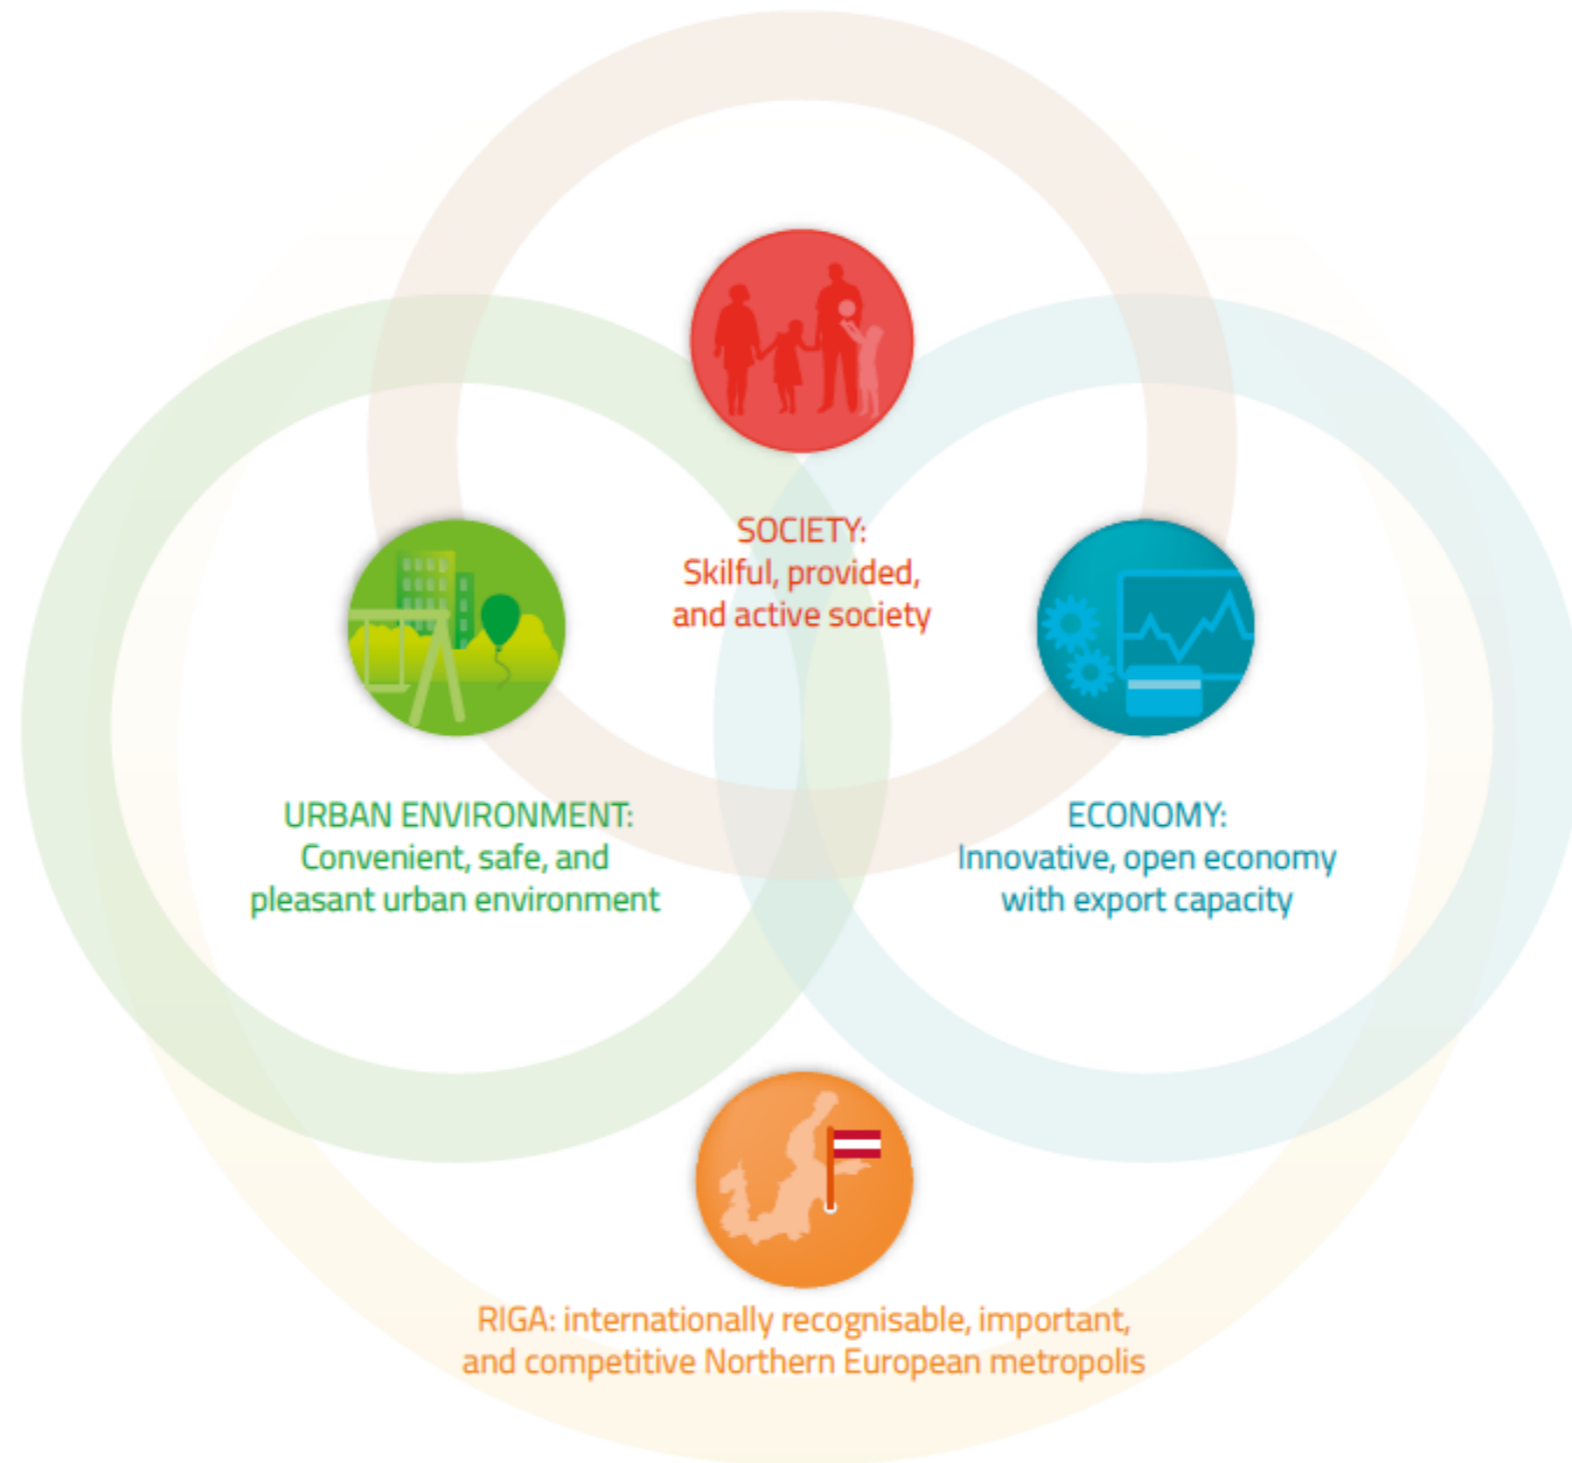 SOCIETY:
Skilful, provided,
and active society
URBAN ENVIRONMENT:
Convenient, safe, and
pleasant urban environment
ECONOMY:
Innovative, open economy
with export capacity
RIGA: internationally recognisable, important,
and competitive Northern European metropolis